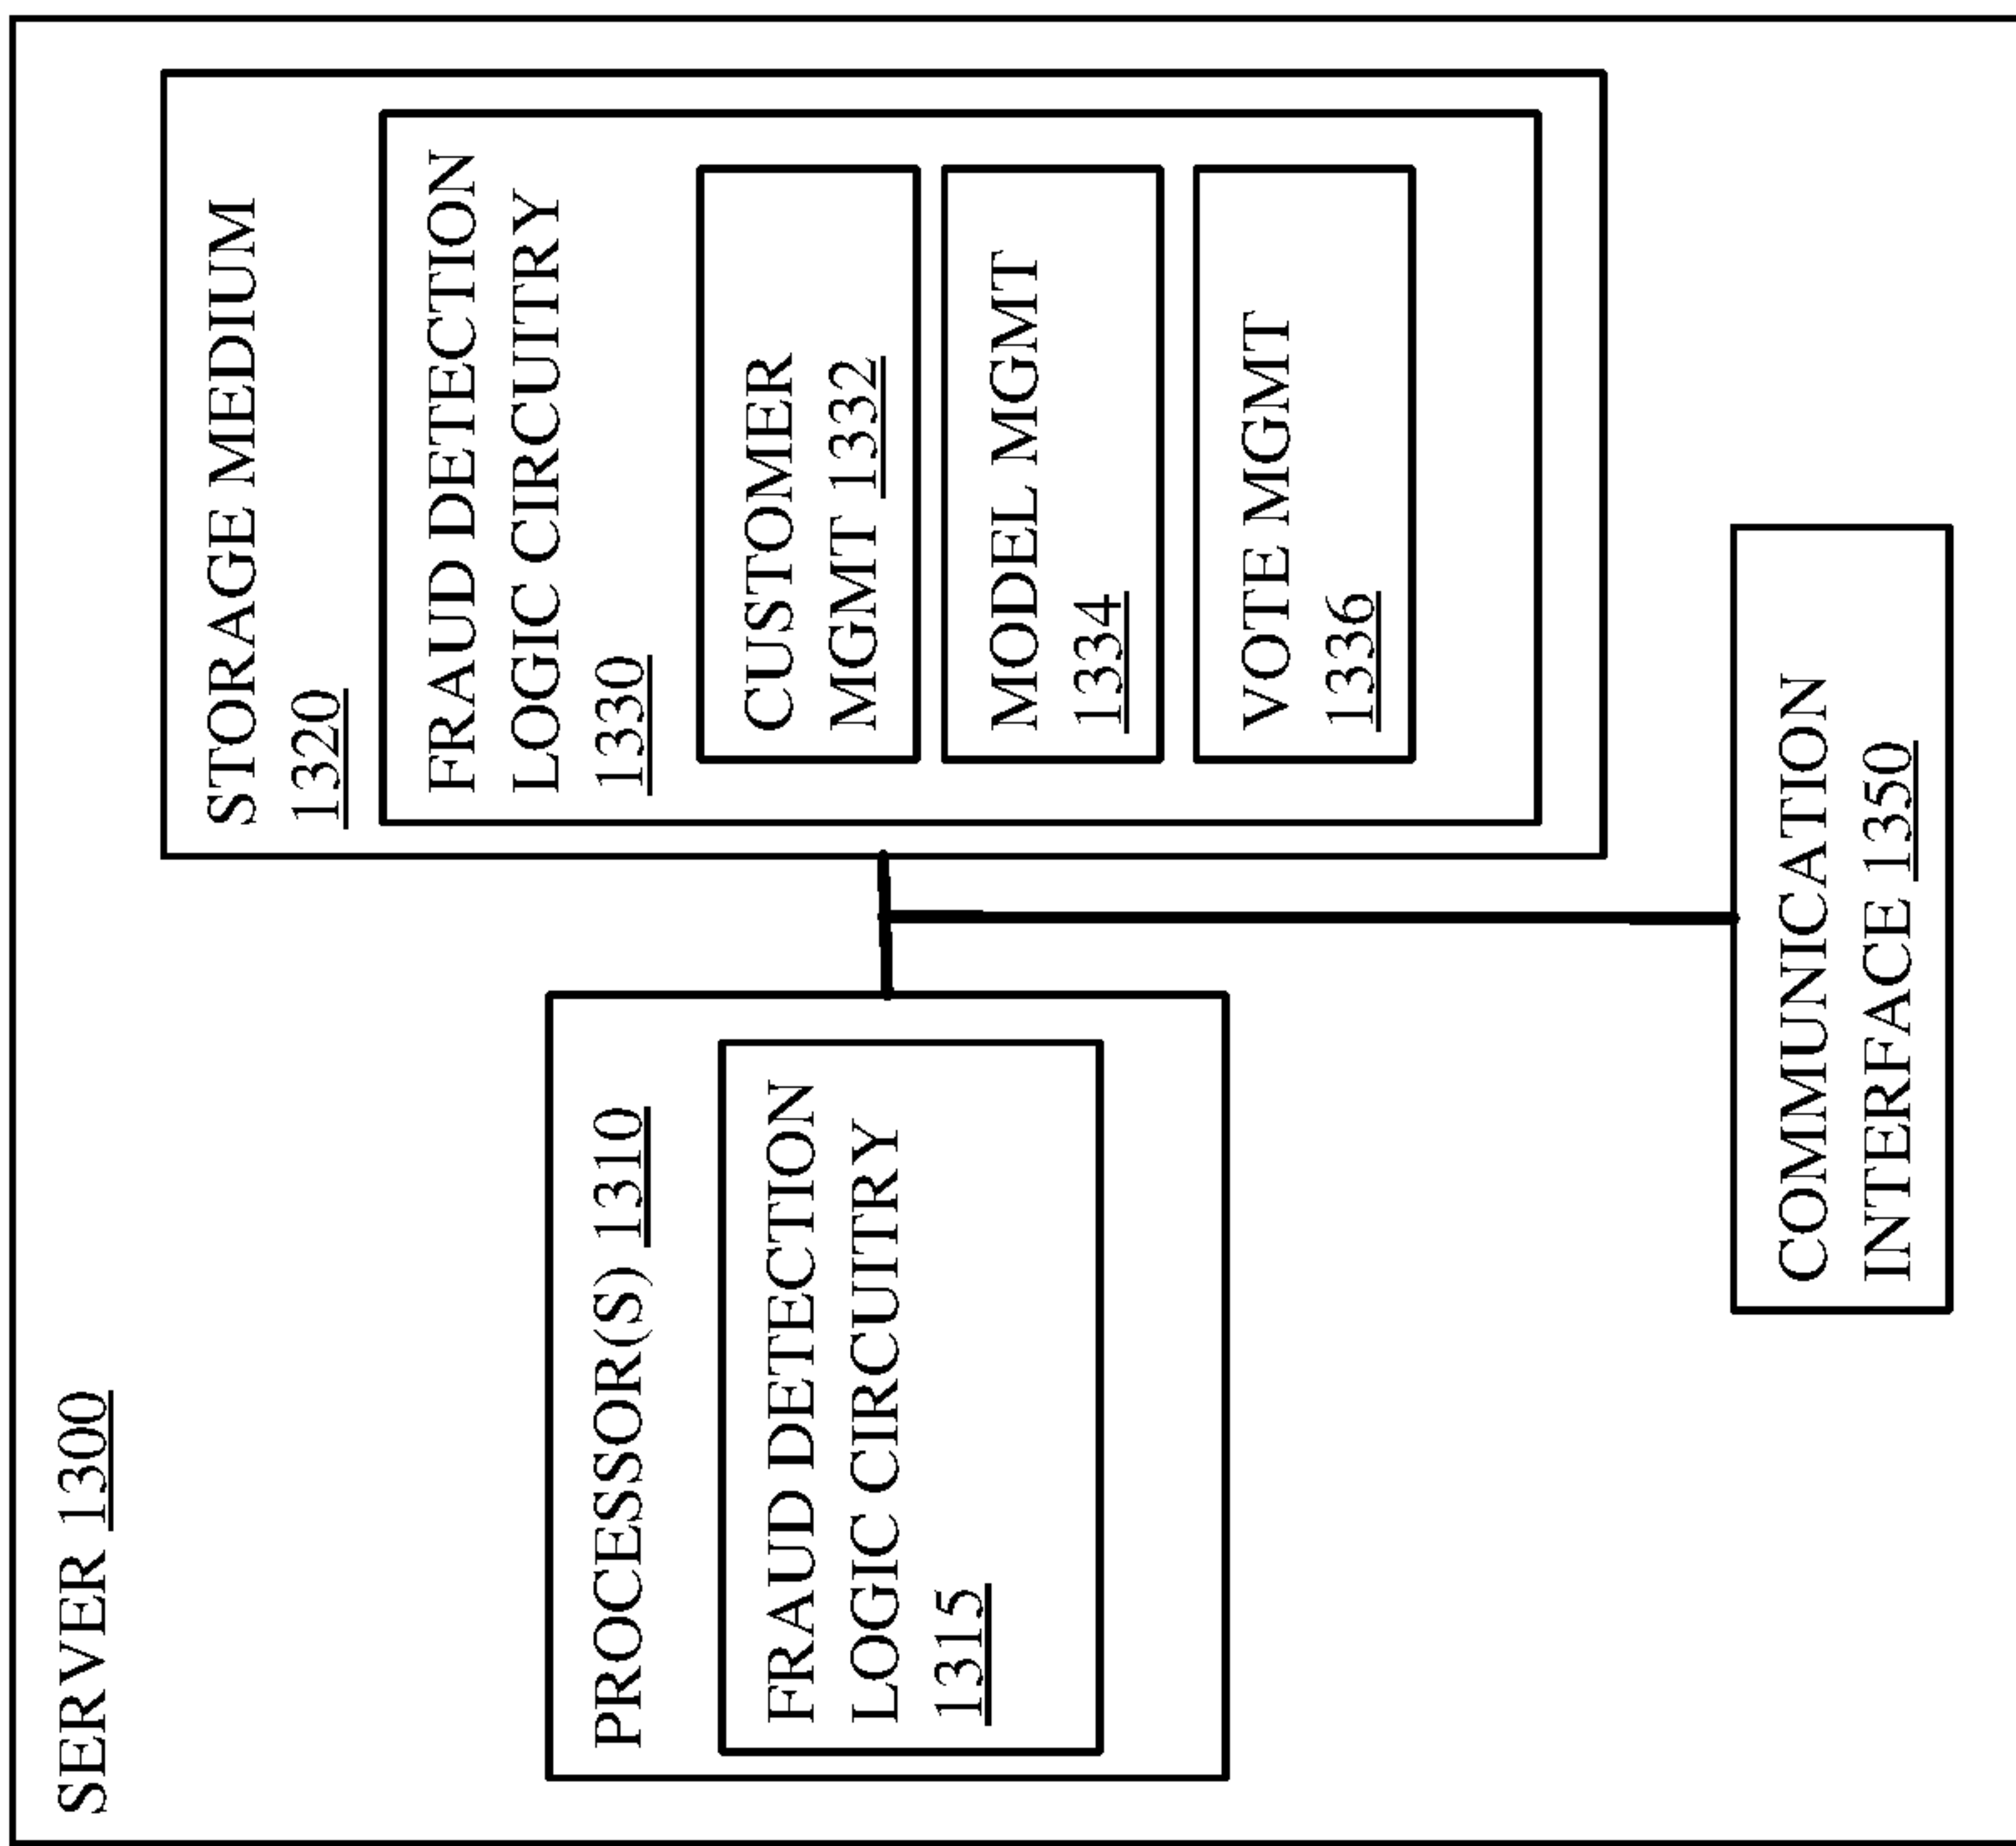 SERVER 1300
PROCESSOR(S) 1310
FRAUD DETECTION
LOGIC CIRCUITRY
1315
STORAGE MEDIUM
1320
FRAUD DETECTION
LOGIC CIRCUITRY
1330
CUSTOMER
MGMT 1332
MODEL MGMT
1334
VOTE MGMT
1336
COMMUNICATION
INTERFACE 1350